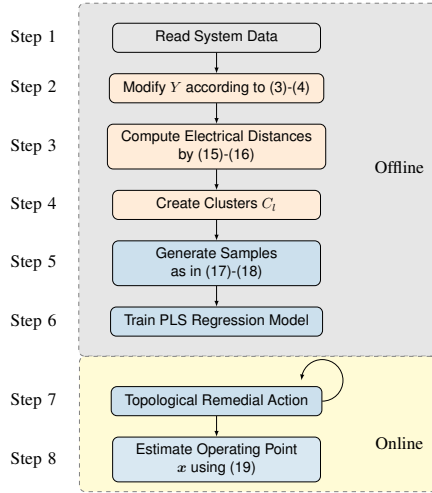 Step 1
Read System Data
Step 2
Modify Y according to (3)-(4)
Step 3
Compute Electrical Distances
by (15)-(16)
Offline
Step 4
Create Clusters C_l
Step 5
Generate Samples
as in (17)-(18)
Step 6
Train PLS Regression Model
Step 7
Topological Remedial Action
Step 8
Estimate Operating Point
x using (19)
Online